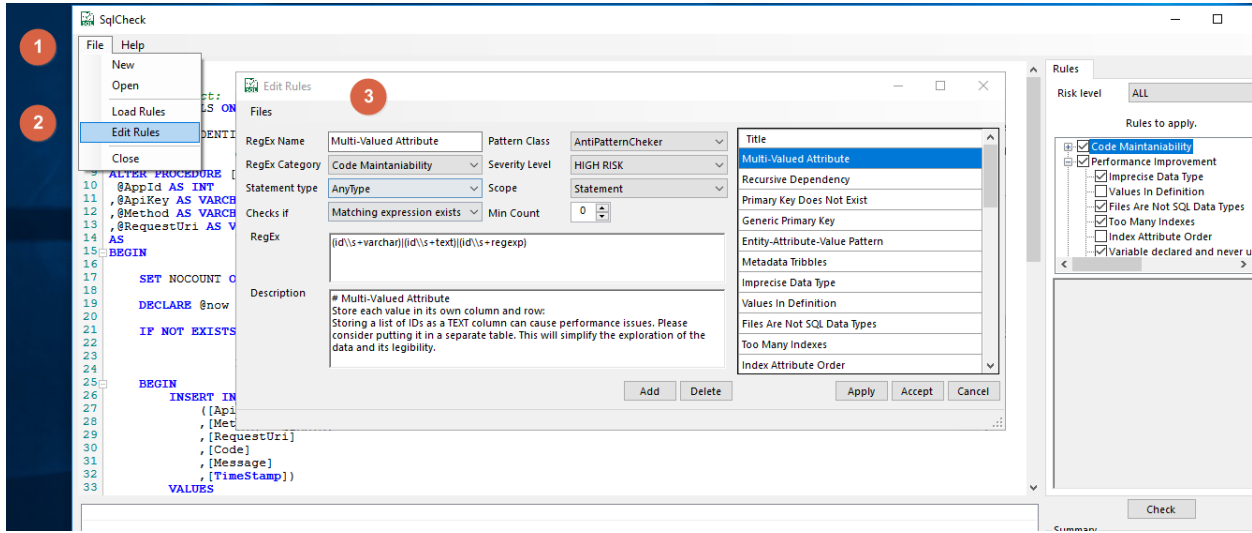 SqlCheck
1
File Help
New
Open
Load Rules
2
Edit Rules
Close
ct:
LS ON
DENTI
9 ALTER PROCEDURE [
10 @AppId AS INT
11 ,@ApiKey AS VARCH
12 ,@Method AS VARCH
13 ,@RequestUri AS V
14 AS
15 BEGIN
16
17 SET NOCOUNT O
18
19 DECLARE @now
20
21 IF NOT EXISTS
22
23
24
25 BEGIN
26 INSERT IN
27 ([Api
28 ,[Met
29 ,[RequestUri]
30 ,[Code]
31 ,[Message]
32 ,[TimeStamp])
33 VALUES
Edit Rules
3
Files
RegEx Name Multi-Valued Attribute Pattern Class AntiPatternCheker
RegEx Category Code Maintaniability Severity Level HIGH RISK
Statement type AnyType Scope Statement
Checks if Matching expression exists Min Count 0
RegEx
(id\\s+varchar)|(id\\s+text)|(id\\s+regexp)
Description
# Multi-Valued Attribute
Store each value in its own column and row:
Storing a list of IDs as a TEXT column can cause performance issues. Please
consider putting it in a separate table. This will simplify the exploration of the
data and its legibility.
Title
Multi-Valued Attribute
Recursive Dependency
Primary Key Does Not Exist
Generic Primary Key
Entity-Attribute-Value Pattern
Metadata Tribbles
Imprecise Data Type
Values In Definition
Files Are Not SQL Data Types
Too Many Indexes
Index Attribute Order
Add Delete Apply Accept Cancel
Rules
Risk level ALL
Rules to apply.
Code Maintaniability
Performance Improvement
Imprecise Data Type
Values In Definition
Files Are Not SQL Data Types
Too Many Indexes
Index Attribute Order
Variable declared and never u
Check
Summary